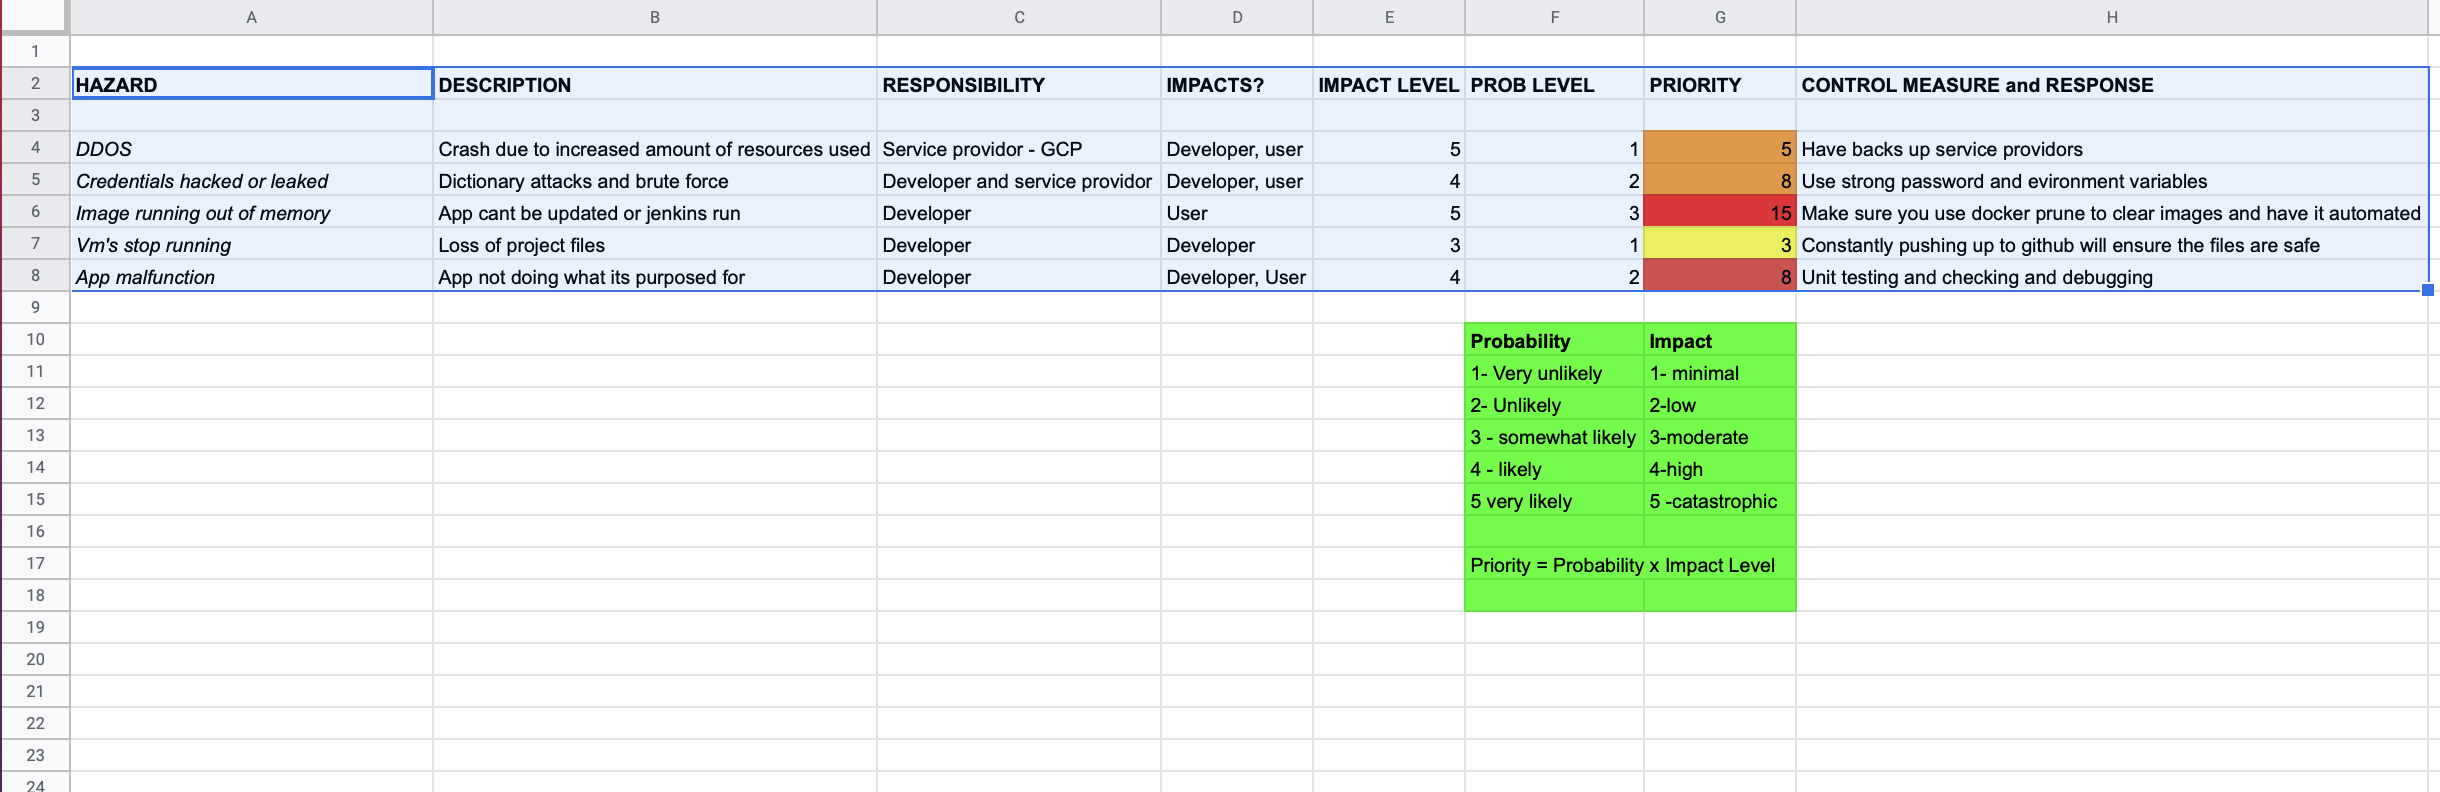 A B C D E F G H
1
2 HAZARD DESCRIPTION RESPONSIBILITY IMPACTS? IMPACT LEVEL PROB LEVEL PRIORITY CONTROL MEASURE and RESPONSE
3
4 DDOS Crash due to increased amount of resources used Service providor - GCP Developer, user 5 1 5 Have backs up service providors
5 Credentials hacked or leaked Dictionary attacks and brute force Developer and service providor Developer, user 4 2 8 Use strong password and evironment variables
6 Image running out of memory App cant be updated or jenkins run Developer User 5 3 15 Make sure you use docker prune to clear images and have it automated
7 Vm's stop running Loss of project files Developer Developer 3 1 3 Constantly pushing up to github will ensure the files are safe
8 App malfunction App not doing what its purposed for Developer Developer, User 4 2 8 Unit testing and checking and debugging
9
10 Probability Impact
11 1- Very unlikely 1- minimal
12 2- Unlikely 2-low
13 3 - somewhat likely 3-moderate
14 4 - likely 4-high
15 5 very likely 5 -catastrophic
16
17 Priority = Probability x Impact Level
18
19
20
21
22
23
24